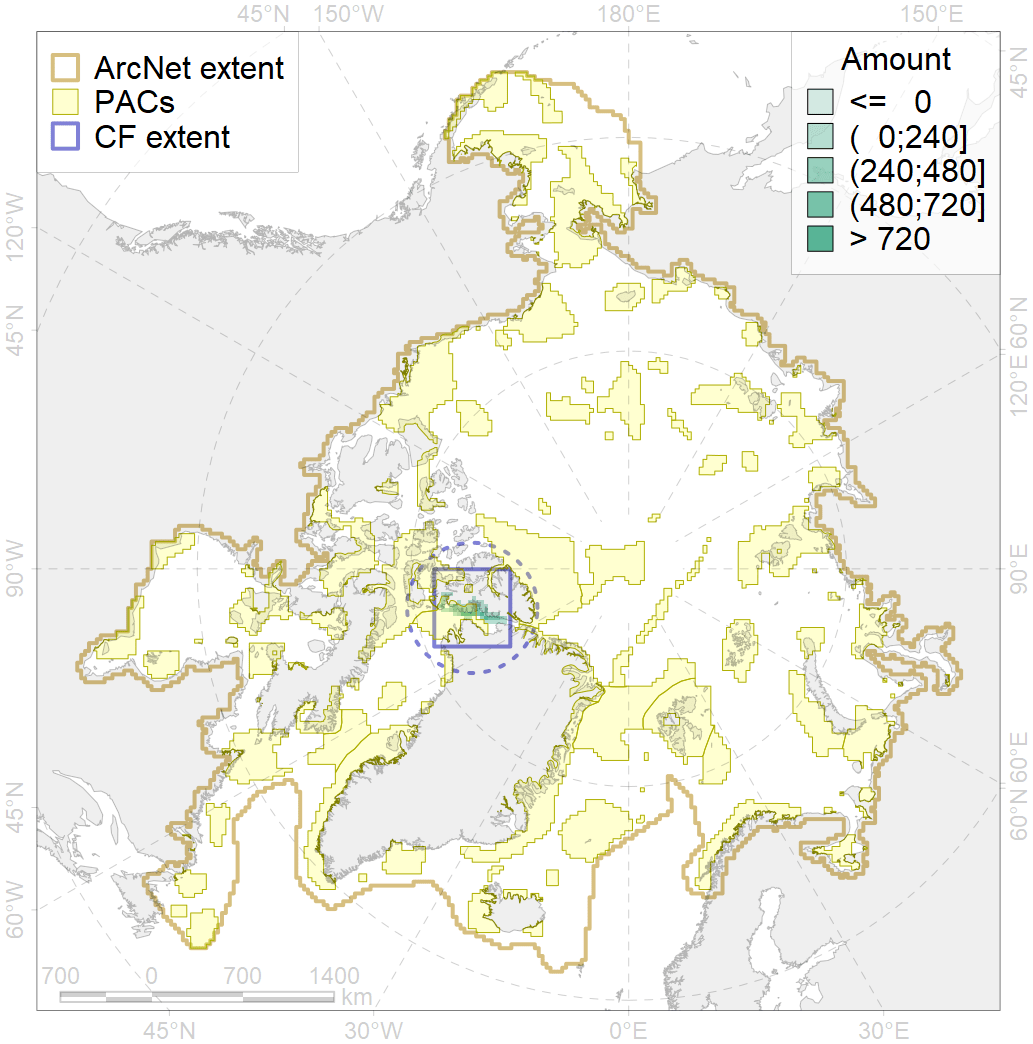 45°N 150°W 180°E 150°E
ArcNet extent
PACs
CF extent
Amount
<= 0
( 0;240]
(240;480]
(480;720]
> 720
45°N
120°W
45°N
90°W
45°N
60°W
60°N
120°E
90°E
60°E
60°N
700 0 700 1400
km
45°N 30°W 0°E 30°E